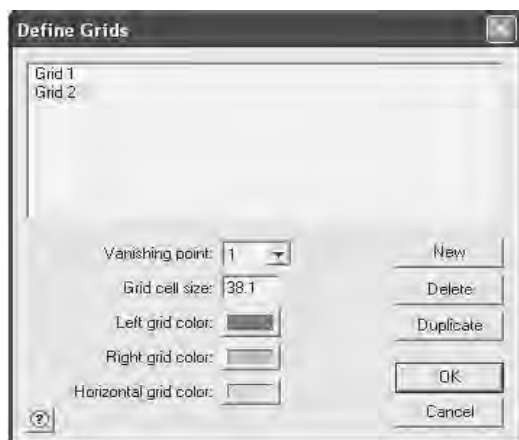 Define Grids
Grid 1
Grid 2
Vanishing point: 1
New
Grid cell size: 38.1
Delete
Left grid color:
Duplicate
Right grid color:
OK
Horizontal grid color:
Cancel
?